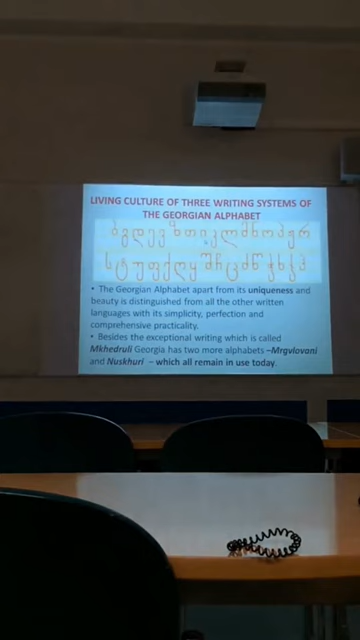 LIVING CULTURE OF THREE WRITING SYSTEMS OF
THE GEORGIAN ALPHABET
ბგდევზთიკლმნოპჟრ
სტუფქღყშჩცძწჭხჯჰ
• The Georgian Alphabet apart from its uniqueness and
beauty is distinguished from all the other written
languages with its simplicity, perfection and
comprehensive practicality.
• Besides the exceptional writing which is called
Mkhedruli Georgia has two more alphabets –Mrgvlovani
and Nuskhuri – which all remain in use today.